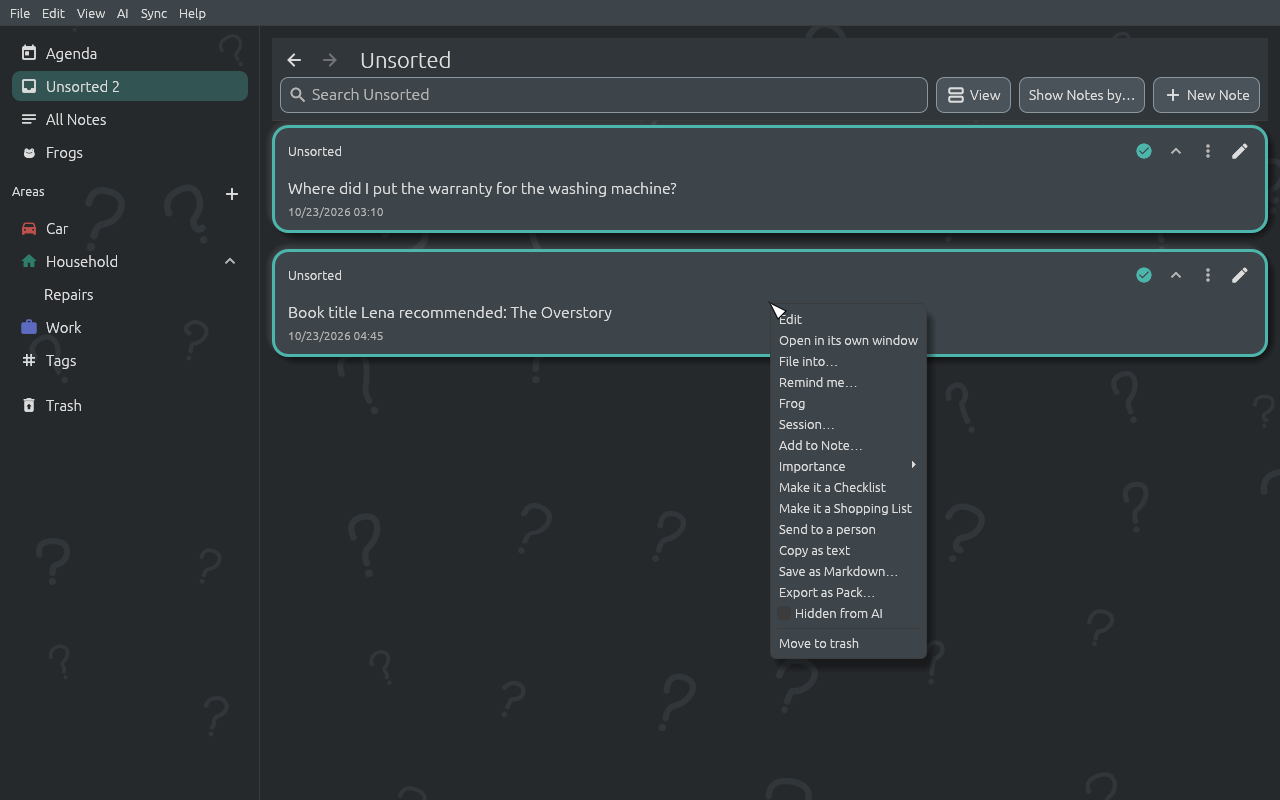 File Edit View AI Sync Help
Agenda
Unsorted 2
All Notes
Frogs
Areas
Car
Household
Repairs
Work
Tags
Trash
Unsorted
Search Unsorted
View
Show Notes by…
New Note
Unsorted
Where did I put the warranty for the washing machine?
10/23/2026 03:10
Unsorted
Book title Lena recommended: The Overstory
10/23/2026 04:45
Edit
Open in its own window
File into…
Remind me…
Frog
Session…
Add to Note…
Importance
Make it a Checklist
Make it a Shopping List
Send to a person
Copy as text
Save as Markdown…
Export as Pack…
Hidden from AI
Move to trash